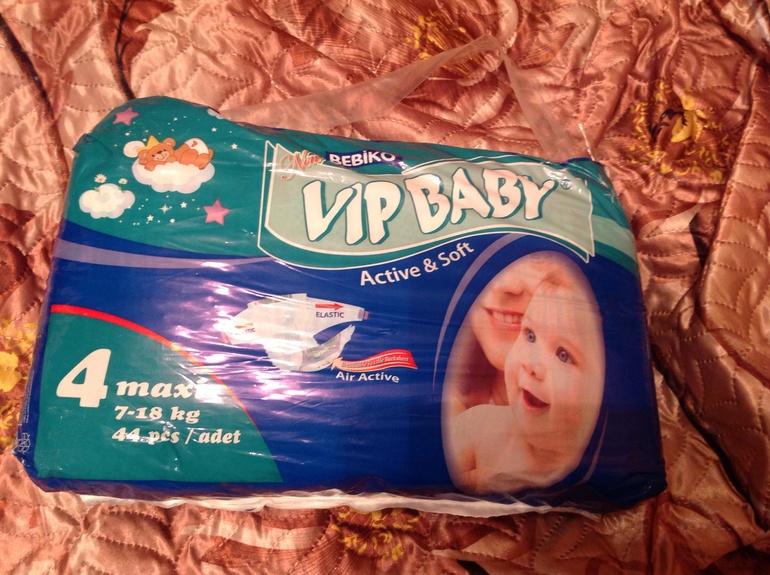 New BEBİKO
VIP BABY
Active & Soft
ELASTIC
Air Active
4 maxi
7-18 kg
44 pcs / adet